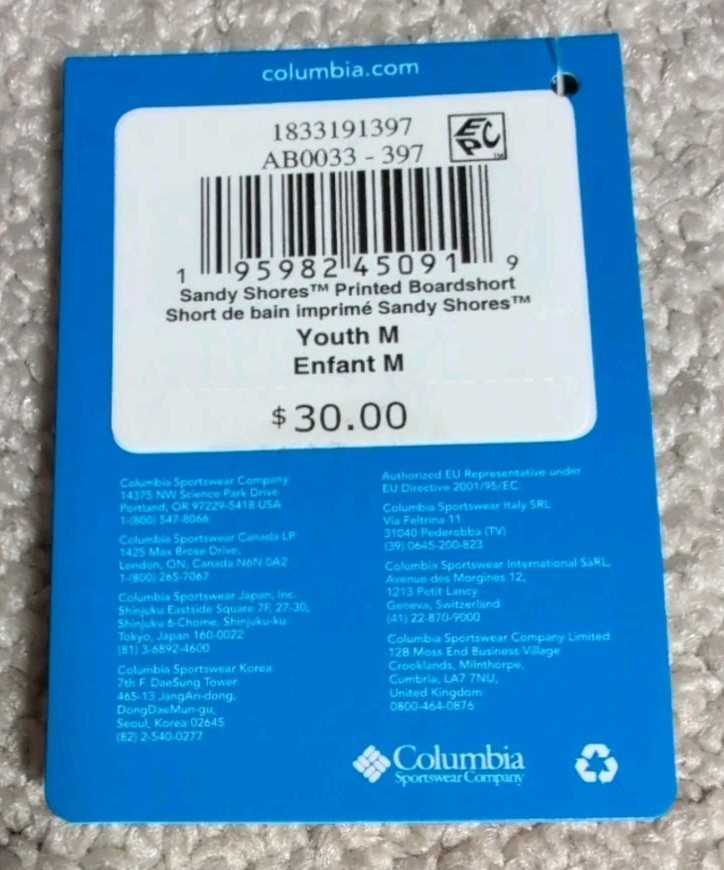 columbia.com
1833191397
AB0033 - 397
EPC™
1 95982 45091 9
Sandy Shores™ Printed Boardshort
Short de bain imprimé Sandy Shores™
Youth M
Enfant M
$30.00
Columbia Sportswear Company
14375 NW Science Park Drive
Portland, OR 97229-5418 USA
1-(800) 547-8066
Columbia Sportswear Canada LP
1425 Max Brose Drive,
London, ON, Canada N6N 0A2
1-(800) 265-7067
Columbia Sportswear Japan, Inc.
Shinjuku Eastside Square 7F, 27-30,
Shinjuku 6-Chome, Shinjuku-ku
Tokyo, Japan 160-0022
(81) 3-6892-4600
Columbia Sportswear Korea
7th F. DaeSung Tower
465-13 JangAn-dong,
DongDaeMun-gu,
Seoul, Korea 02645
(82) 2-540-0277
Authorized EU Representative under
EU Directive 2001/95/EC:
Columbia Sportswear Italy SRL
Via Feltrina 11
31040 Pederobba (TV)
(39) 0645-200-823
Columbia Sportswear International SàRL
Avenue des Morgines 12,
1213 Petit Lancy
Geneva, Switzerland
(41) 22-870-9000
Columbia Sportswear Company Limited
12B Moss End Business Village
Crooklands, Milnthorpe,
Cumbria, LA7 7NU,
United Kingdom
0800-464-0876
Columbia
Sportswear Company